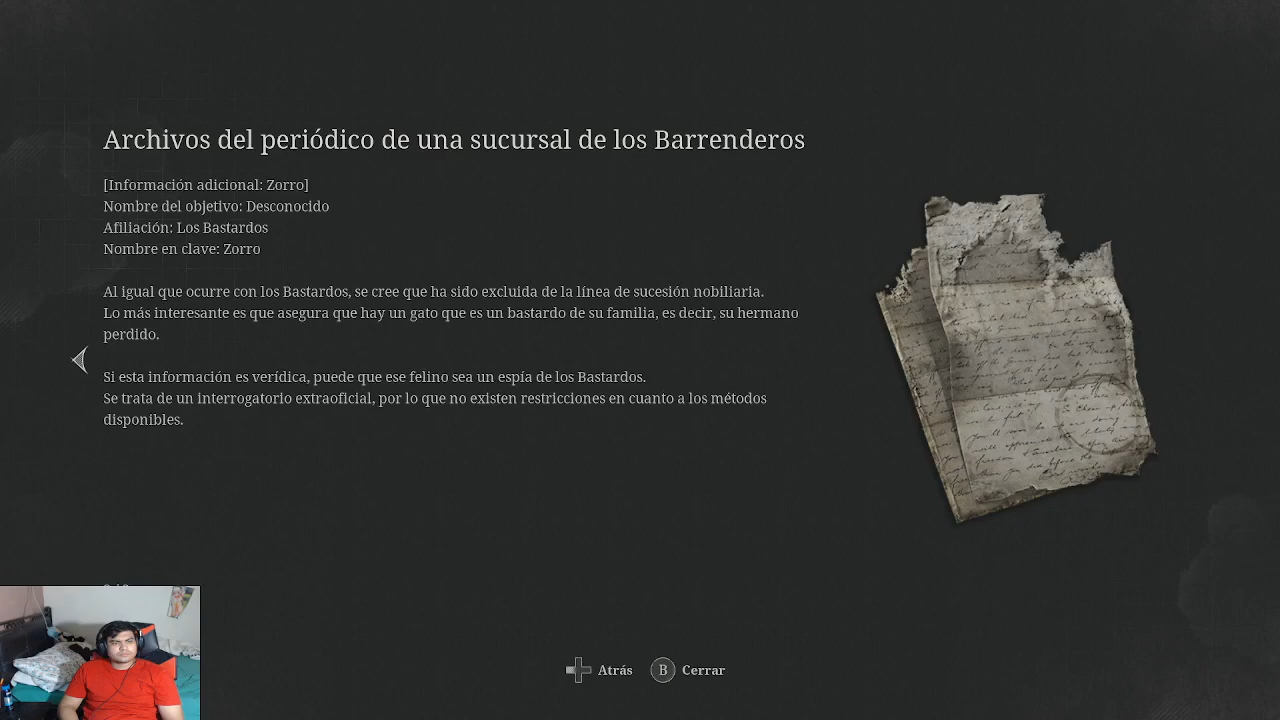 Archivos del periódico de una sucursal de los Barrenderos
[Información adicional: Zorro]
Nombre del objetivo: Desconocido
Afiliación: Los Bastardos
Nombre en clave: Zorro
Al igual que ocurre con los Bastardos, se cree que ha sido excluida de la línea de sucesión nobiliaria.
Lo más interesante es que asegura que hay un gato que es un bastardo de su familia, es decir, su hermano
perdido.
Si esta información es verídica, puede que ese felino sea un espía de los Bastardos.
Se trata de un interrogatorio extraoficial, por lo que no existen restricciones en cuanto a los métodos
disponibles.
Atrás B Cerrar